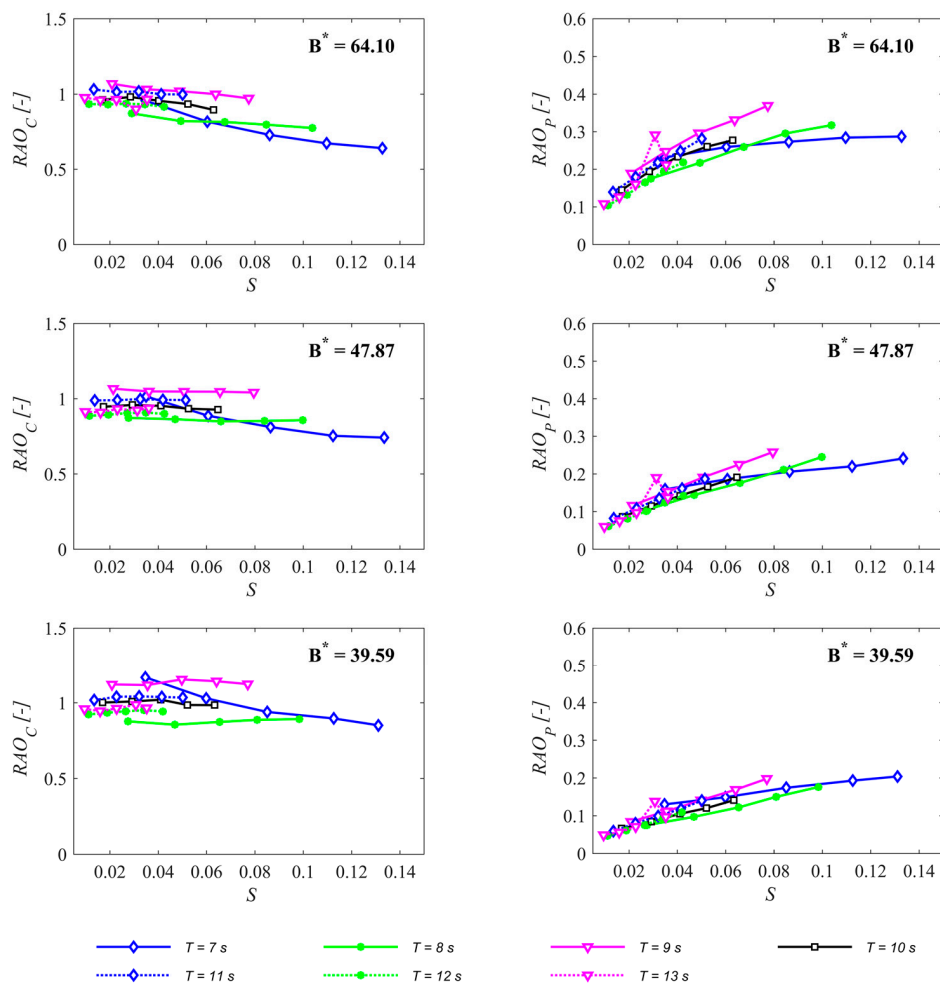 B* = 64.10
1.5
1
0.5
0
RAO_C [-]
0.02 0.04 0.06 0.08 0.1 0.12 0.14
S
B* = 64.10
0.6
0.5
0.4
0.3
0.2
0.1
0
RAO_P [-]
0.02 0.04 0.06 0.08 0.1 0.12 0.14
S
B* = 47.87
1.5
1
0.5
0
RAO_C [-]
0.02 0.04 0.06 0.08 0.1 0.12 0.14
S
B* = 47.87
0.6
0.5
0.4
0.3
0.2
0.1
0
RAO_P [-]
0.02 0.04 0.06 0.08 0.1 0.12 0.14
S
B* = 39.59
1.5
1
0.5
0
RAO_C [-]
0.02 0.04 0.06 0.08 0.1 0.12 0.14
S
B* = 39.59
0.6
0.5
0.4
0.3
0.2
0.1
0
RAO_P [-]
0.02 0.04 0.06 0.08 0.1 0.12 0.14
S
T = 7 s T = 8 s T = 9 s T = 10 s
T = 11 s T = 12 s T = 13 s